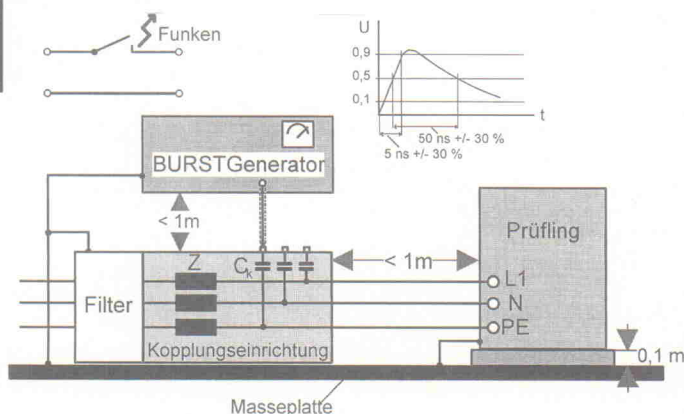 Funken
U
0,9
0,5
0,1
t
50 ns +/- 30 %
5 ns +/- 30 %
BURSTGenerator
< 1m
Z
Ck
< 1m
Prüfling
L1
N
PE
Filter
Kopplungseinrichtung
0,1 m
Masseplatte